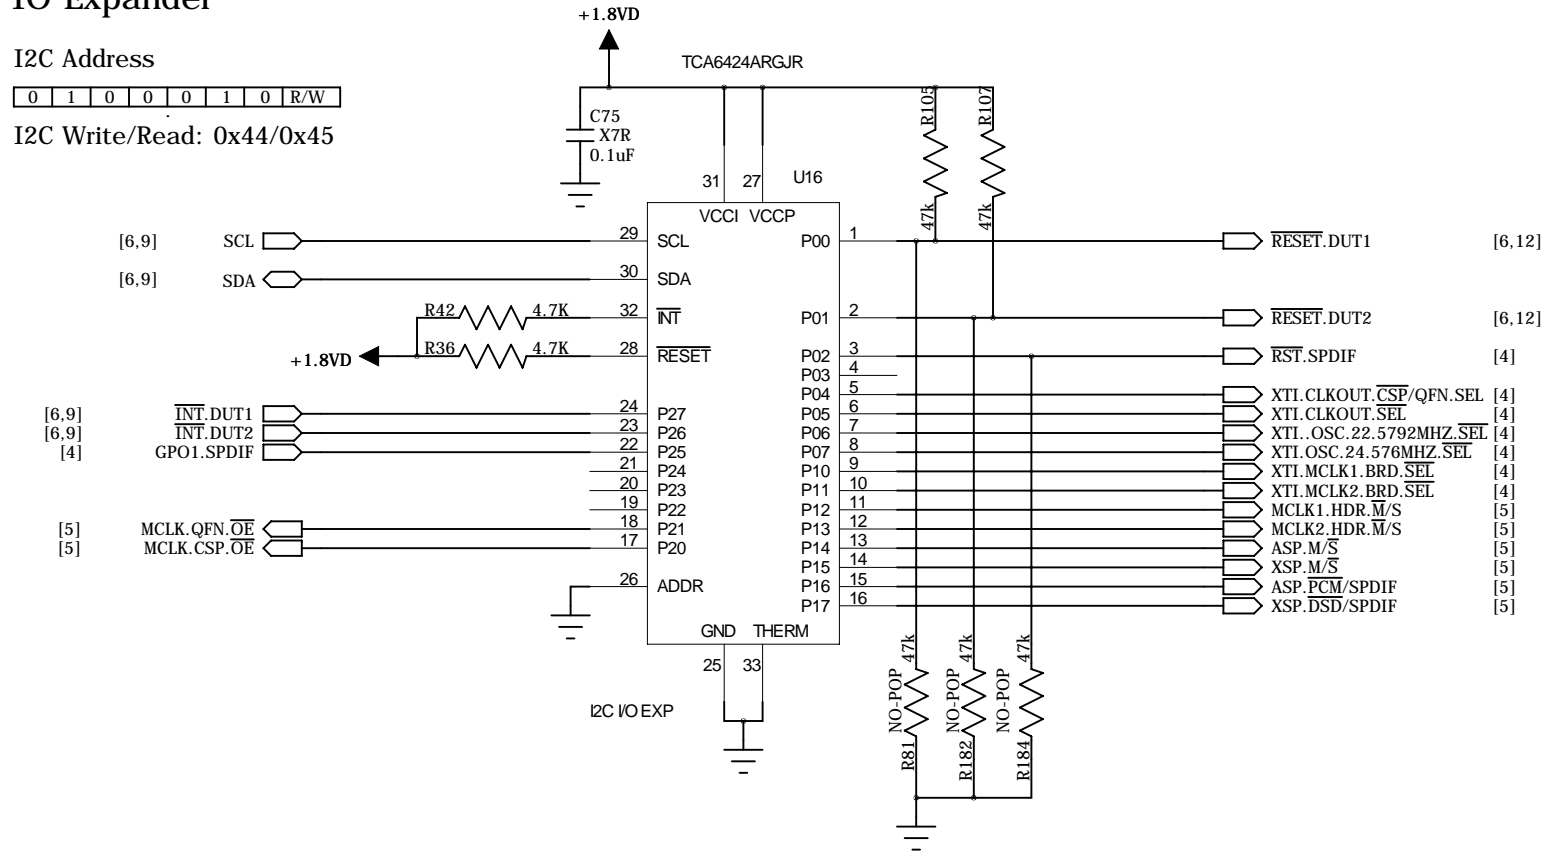 IO Expander
+1.8VD
I2C Address
TCA6424ARGJR
0 1 0 0 0 1 0 R/W
I2C Write/Read: 0x44/0x45
C75
X7R
0.1uF
R105
47k
R107
47k
31
27
U16
VCCI VCCP
[6,9] SCL 29 SCL
[6,9] SDA 30 SDA
R42 4.7K 32 INT
+1.8VD R36 4.7K 28 RESET
[6,9] INT.DUT1 24 P27
[6,9] INT.DUT2 23 P26
[4] GPO1.SPDIF 22 P25
21 P24
20 P23
19 P22
[5] MCLK.QFN.OE 18 P21
[5] MCLK.CSP.OE 17 P20
26 ADDR
P00 1 RESET.DUT1 [6,12]
P01 2 RESET.DUT2 [6,12]
P02 3 RST.SPDIF [4]
P03 4
P04 5 XTI.CLKOUT.CSP/QFN.SEL [4]
P05 6 XTI.CLKOUT.SEL [4]
P06 7 XTI..OSC.22.5792MHZ.SEL [4]
P07 8 XTI.OSC.24.576MHZ.SEL [4]
P10 9 XTI.MCLK1.BRD.SEL [4]
P11 10 XTI.MCLK2.BRD.SEL [4]
P12 11 MCLK1.HDR.M/S [5]
P13 12 MCLK2.HDR.M/S [5]
P14 13 ASP.M/S [5]
P15 14 XSP.M/S [5]
P16 15 ASP.PCM/SPDIF [5]
P17 16 XSP.DSD/SPDIF [5]
GND THERM
25
33
I2C I/O EXP
47k
NO-POP
R81
47k
NO-POP
R182
47k
NO-POP
R184